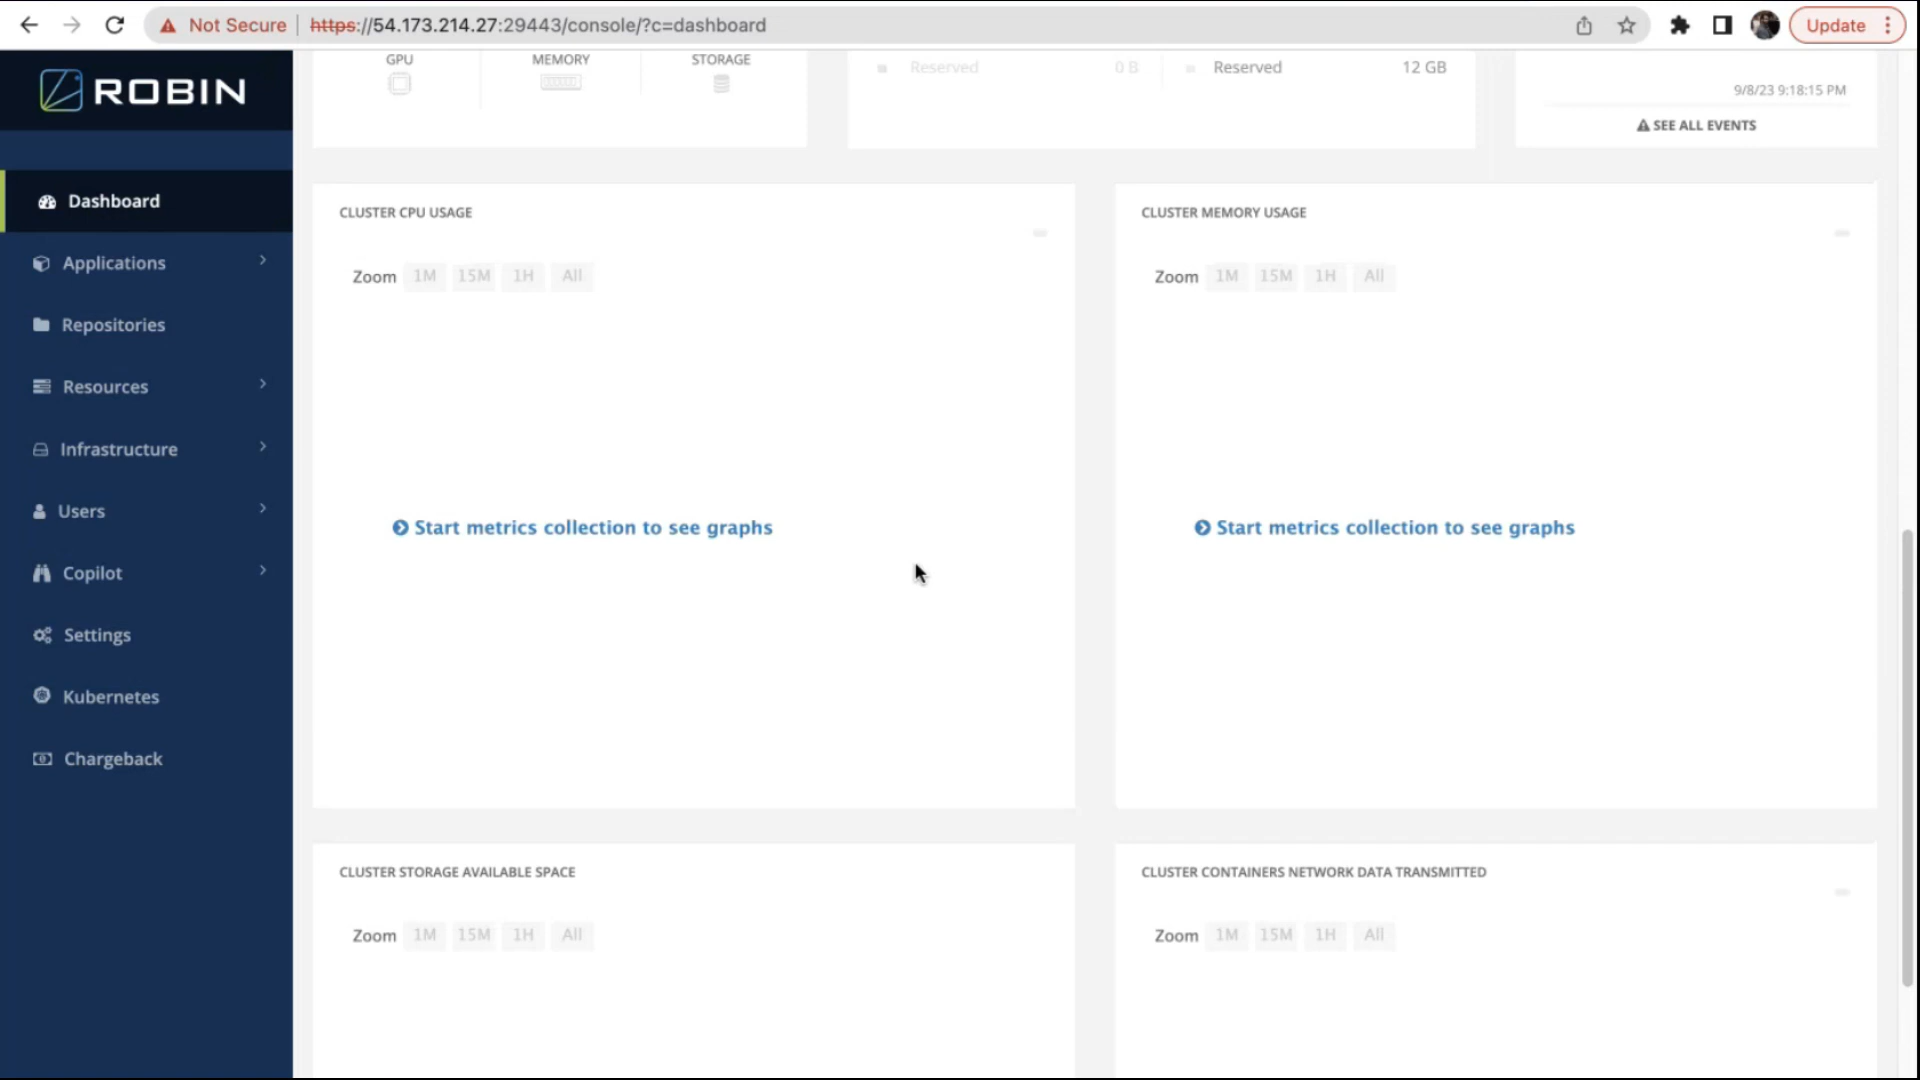 Not Secure https://54.173.214.27:29443/console/?c=dashboard Update
ROBIN
Dashboard
Applications
Repositories
Resources
Infrastructure
Users
Copilot
Settings
Kubernetes
Chargeback
GPU MEMORY STORAGE
Reserved 0 B Reserved 12 GB
9/8/23 9:18:15 PM
SEE ALL EVENTS
CLUSTER CPU USAGE
Zoom 1M 15M 1H All
Start metrics collection to see graphs
CLUSTER MEMORY USAGE
Zoom 1M 15M 1H All
Start metrics collection to see graphs
CLUSTER STORAGE AVAILABLE SPACE
Zoom 1M 15M 1H All
CLUSTER CONTAINERS NETWORK DATA TRANSMITTED
Zoom 1M 15M 1H All